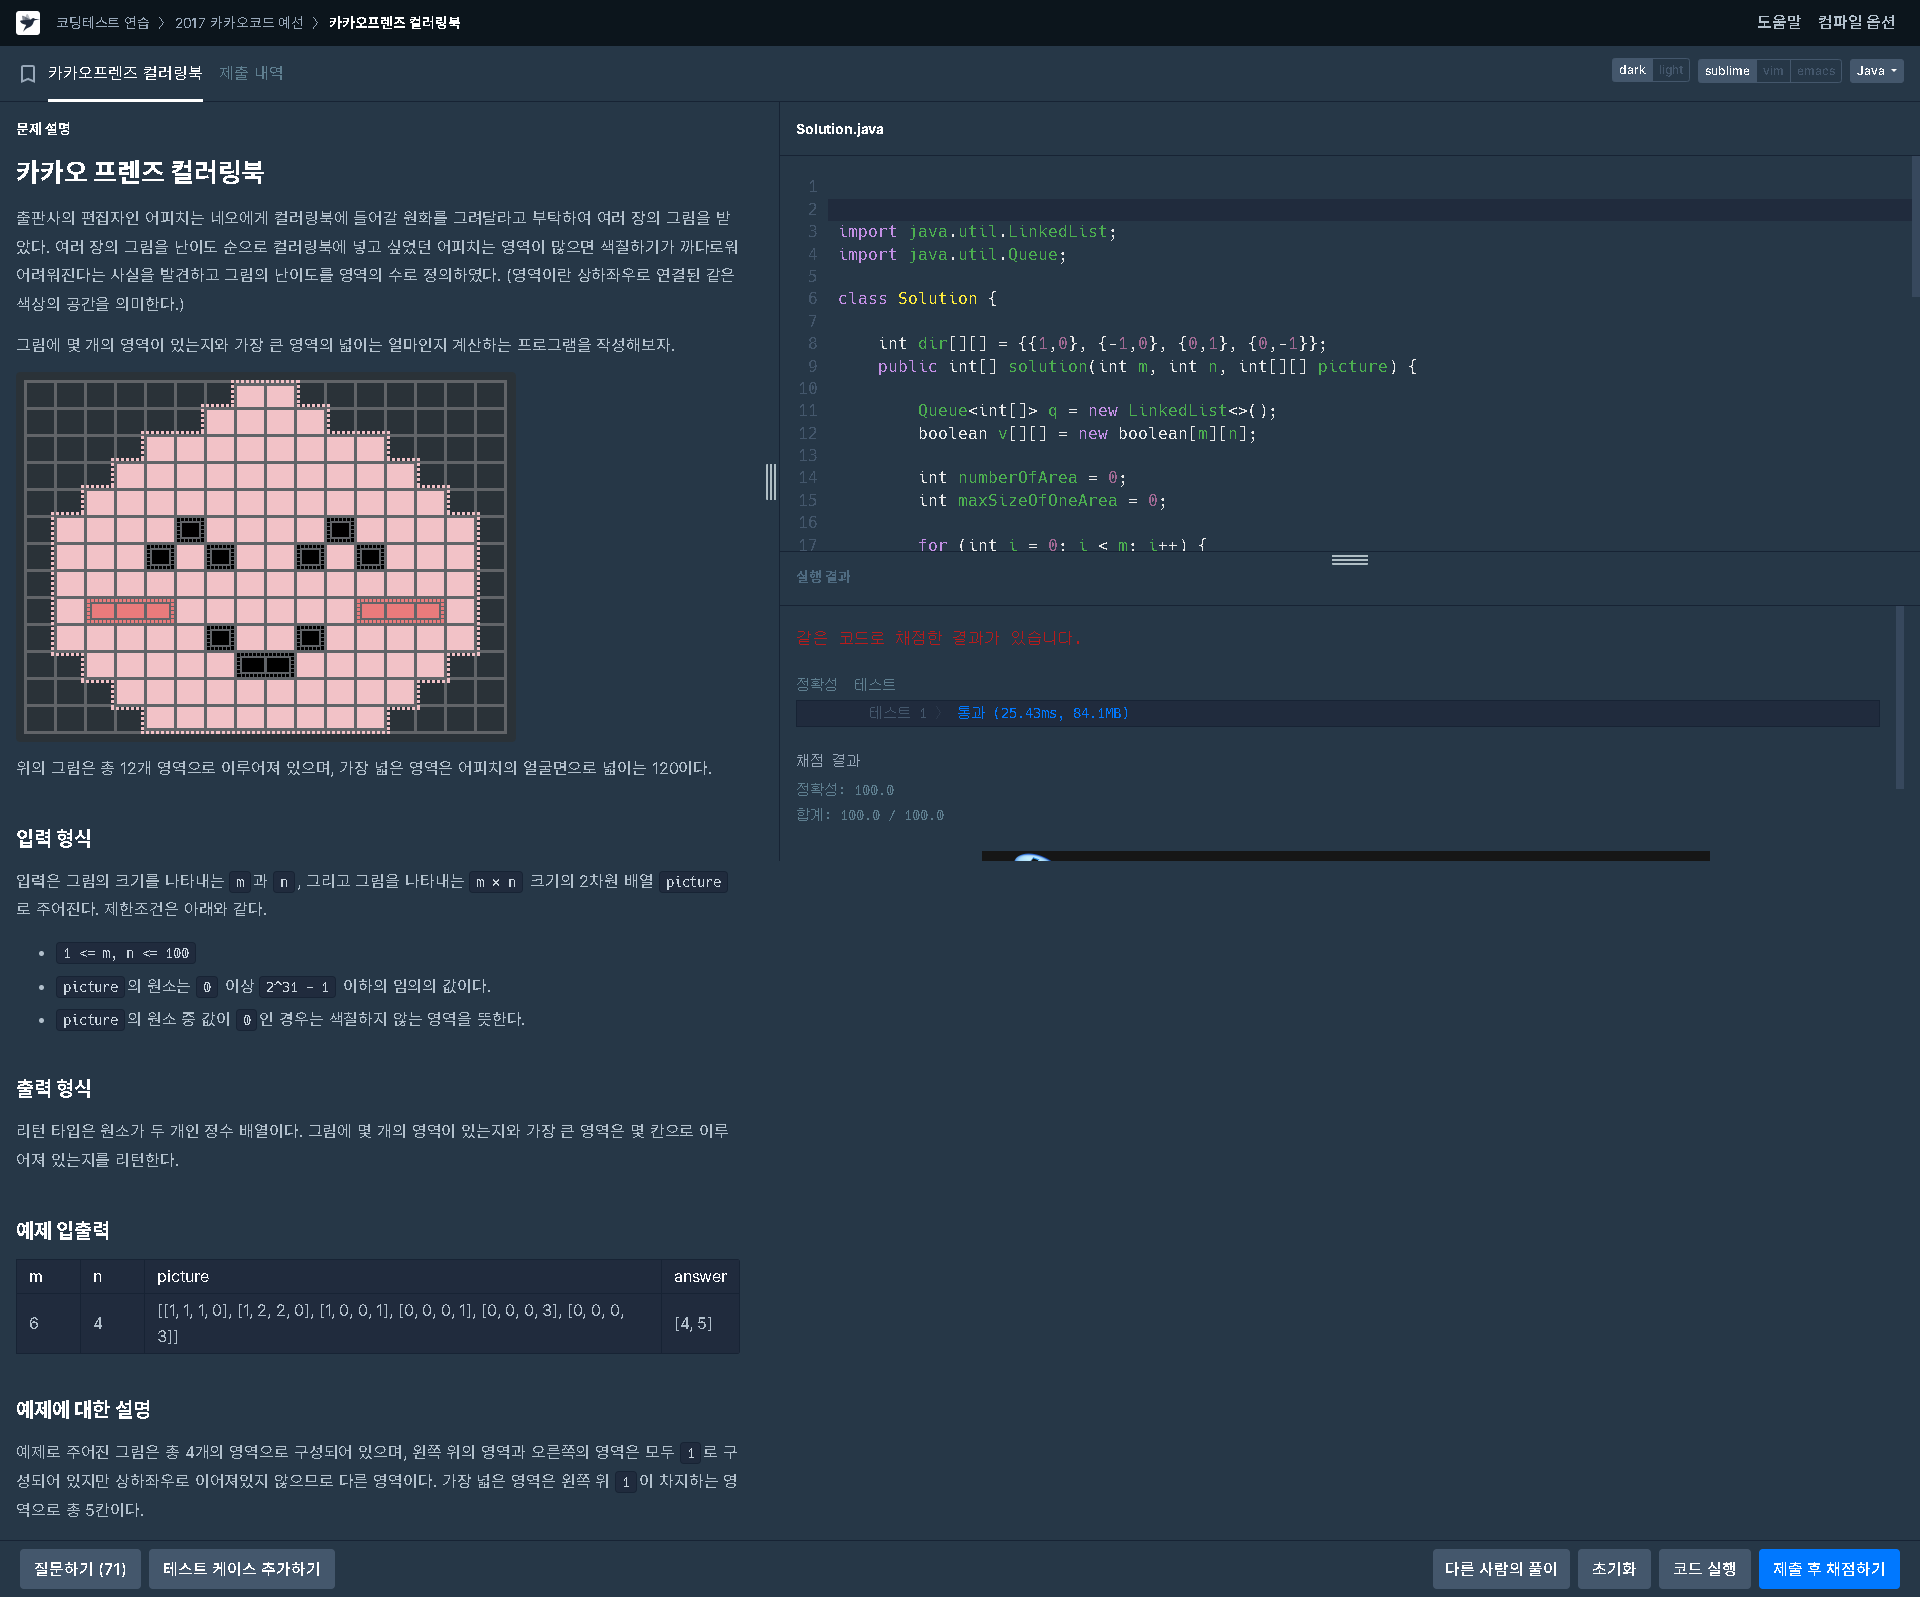 코딩테스트 연습 > 2017 카카오코드 예선 > 카카오프렌즈 컬러링북
도움말 컴파일 옵션
카카오프렌즈 컬러링북 제출 내역
dark light sublime vim emacs Java
문제 설명
카카오 프렌즈 컬러링북
출판사의 편집자인 어피치는 네오에게 컬러링북에 들어갈 원화를 그려달라고 부탁하여 여러 장의 그림을 받
았다. 여러 장의 그림을 난이도 순으로 컬러링북에 넣고 싶었던 어피치는 영역이 많으면 색칠하기가 까다로워
어려워진다는 사실을 발견하고 그림의 난이도를 영역의 수로 정의하였다. (영역이란 상하좌우로 연결된 같은
색상의 공간을 의미한다.)
그림에 몇 개의 영역이 있는지와 가장 큰 영역의 넓이는 얼마인지 계산하는 프로그램을 작성해보자.
위의 그림은 총 12개 영역으로 이루어져 있으며, 가장 넓은 영역은 어피치의 얼굴면으로 넓이는 120이다.
입력 형식
입력은 그림의 크기를 나타내는 m 과 n , 그리고 그림을 나타내는 m × n 크기의 2차원 배열 picture
로 주어진다. 제한조건은 아래와 같다.
• 1 <= m, n <= 100
• picture 의 원소는 0 이상 2^31 - 1 이하의 임의의 값이다.
• picture 의 원소 중 값이 0 인 경우는 색칠하지 않는 영역을 뜻한다.
출력 형식
리턴 타입은 원소가 두 개인 정수 배열이다. 그림에 몇 개의 영역이 있는지와 가장 큰 영역은 몇 칸으로 이루
어져 있는지를 리턴한다.
예제 입출력
m n picture answer
6 4 [[1, 1, 1, 0], [1, 2, 2, 0], [1, 0, 0, 1], [0, 0, 0, 1], [0, 0, 0, 3], [0, 0, 0,
3]] [4, 5]
예제에 대한 설명
예제로 주어진 그림은 총 4개의 영역으로 구성되어 있으며, 왼쪽 위의 영역과 오른쪽의 영역은 모두 1 로 구
성되어 있지만 상하좌우로 이어져있지 않으므로 다른 영역이다. 가장 넓은 영역은 왼쪽 위 1 이 차지하는 영
역으로 총 5칸이다.
Solution.java
1
2
3 import java.util.LinkedList;
4 import java.util.Queue;
5
6 class Solution {
7
8 int dir[][] = {{1,0}, {-1,0}, {0,1}, {0,-1}};
9 public int[] solution(int m, int n, int[][] picture) {
10
11 Queue<int[]> q = new LinkedList<>();
12 boolean v[][] = new boolean[m][n];
13
14 int numberOfArea = 0;
15 int maxSizeOfOneArea = 0;
16
17 for (int i = 0; i < m; i++) {
실행 결과
같은 코드로 채점한 결과가 있습니다.
정확성 테스트
테스트 1 > 통과 (25.43ms, 84.1MB)
채점 결과
정확성: 100.0
합계: 100.0 / 100.0
질문하기 (71) 테스트 케이스 추가하기 다른 사람의 풀이 초기화 코드 실행 제출 후 채점하기